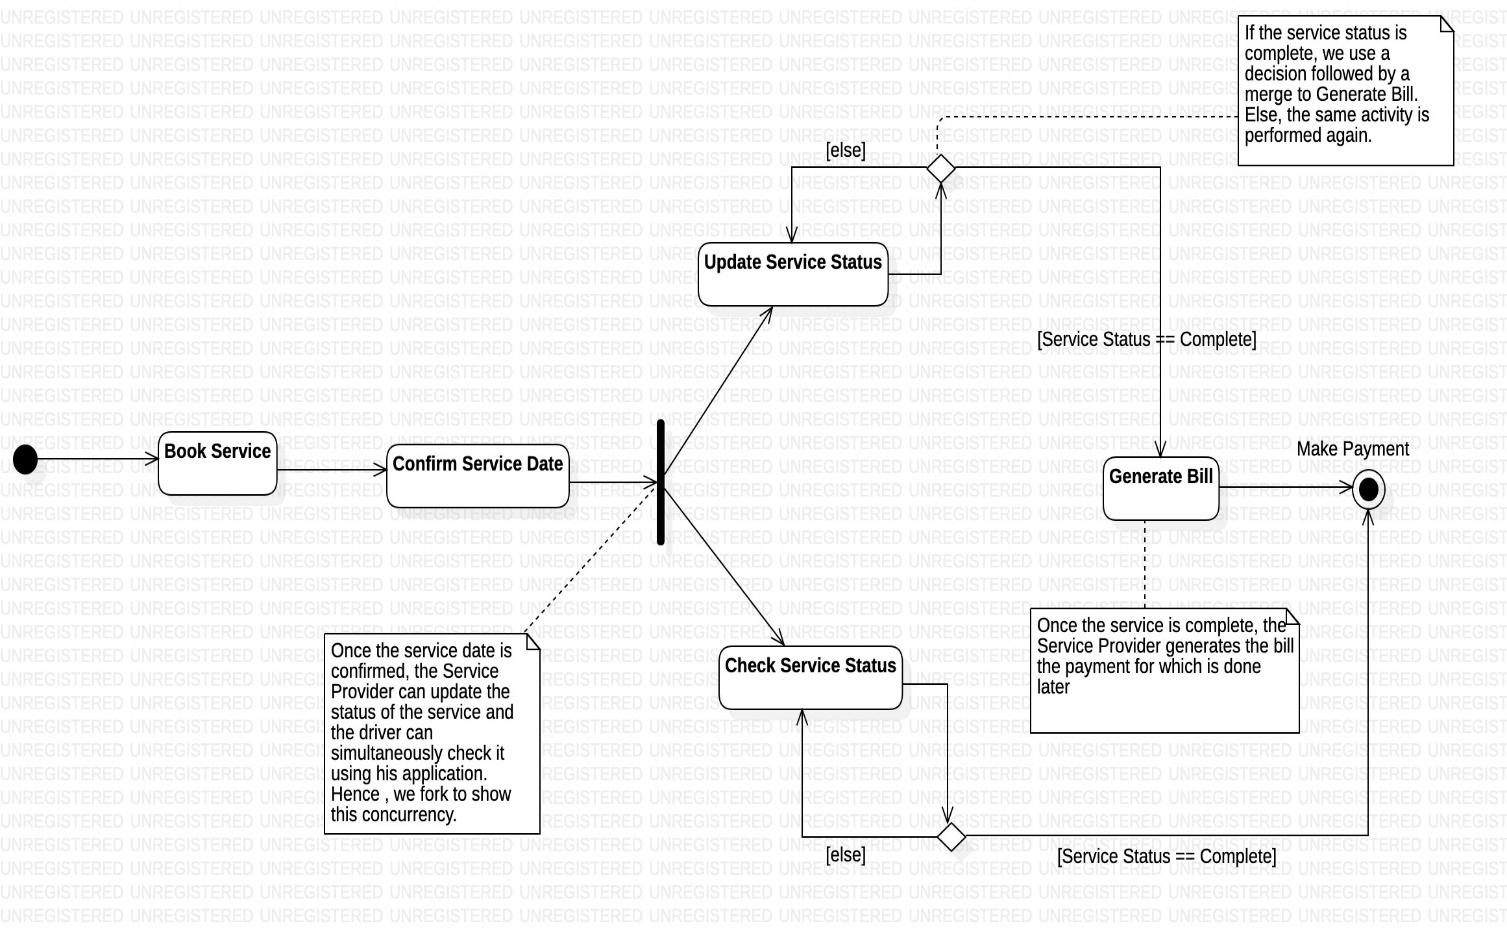 If the service status is
complete, we use a
decision followed by a
merge to Generate Bill.
Else, the same activity is
performed again.
[else]
Update Service Status
[Service Status == Complete]
Book Service
Confirm Service Date
Generate Bill
Make Payment
Once the service date is
confirmed, the Service
Provider can update the
status of the service and
the driver can
simultaneously check it
using his application.
Hence , we fork to show
this concurrency.
Check Service Status
Once the service is complete, the
Service Provider generates the bill
the payment for which is done
later
[else]
[Service Status == Complete]
UNREGISTERED